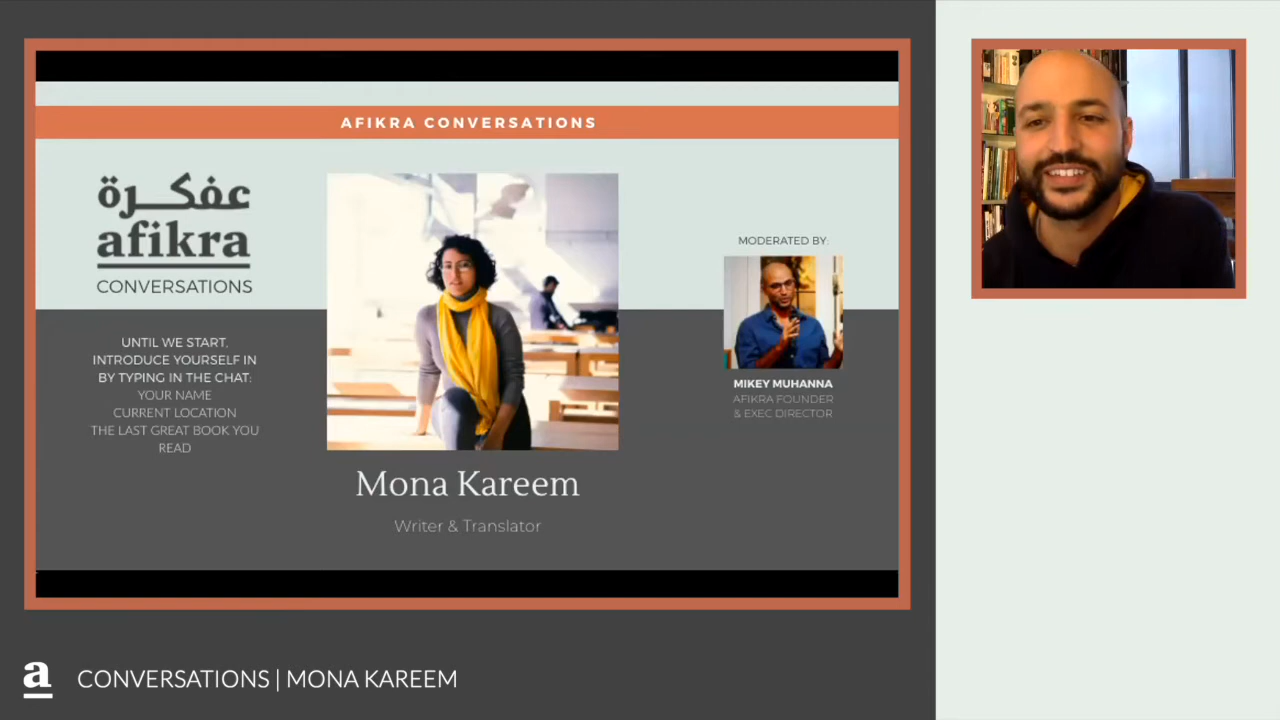 AFIKRA CONVERSATIONS
عفكرة
afikra
CONVERSATIONS
UNTIL WE START,
INTRODUCE YOURSELF IN
BY TYPING IN THE CHAT:
YOUR NAME
CURRENT LOCATION
THE LAST GREAT BOOK YOU
READ
Mona Kareem
Writer & Translator
MODERATED BY:
MIKEY MUHANNA
AFIKRA FOUNDER
& EXEC DIRECTOR
a CONVERSATIONS | MONA KAREEM